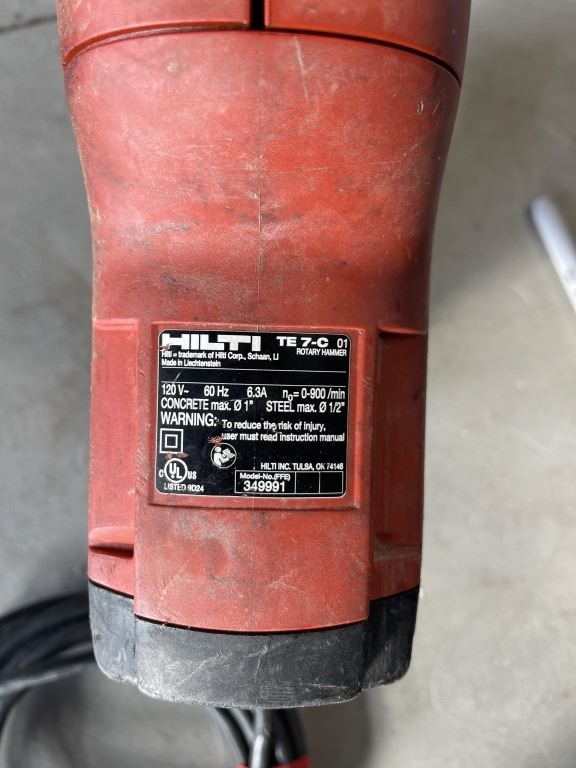 HILTI TE 7-C 01
Hilti = trademark of Hilti Corp., Schaan, LI ROTARY HAMMER
Made in Liechtenstein
120 V~ 60 Hz 6.3A n₀= 0-900 /min
CONCRETE max. Ø 1" STEEL max. Ø 1/2"
WARNING: To reduce the risk of injury,
user must read instruction manual
C UL US
LISTED 9D24
HILTI INC. TULSA, OK 74146
Model-No.(FFE)
349991